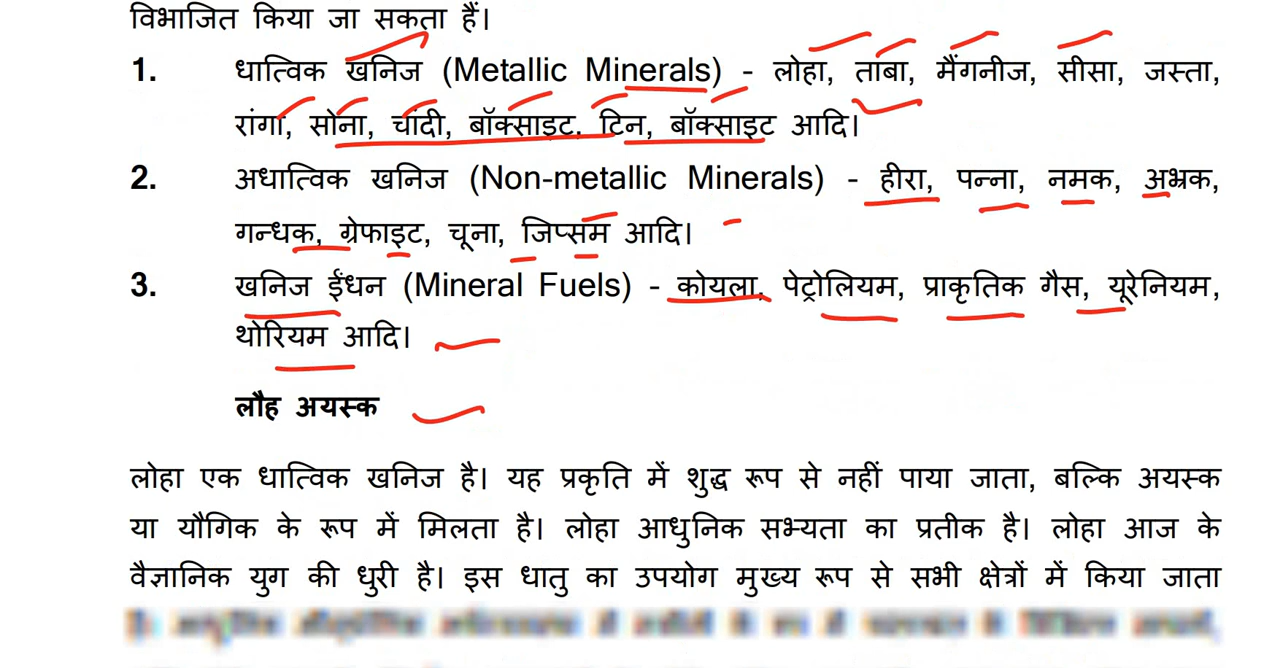 विभाजित किया जा सकता हैं।
1. धात्विक खनिज (Metallic Minerals) - लोहा, तांबा, मैंगनीज, सीसा, जस्ता,
रांगा, सोना, चांदी, बॉक्साइट, टिन, बॉक्साइट आदि।
2. अधात्विक खनिज (Non-metallic Minerals) - हीरा, पन्ना, नमक, अभ्रक,
गन्धक, ग्रेफाइट, चूना, जिप्सम आदि।
3. खनिज ईंधन (Mineral Fuels) - कोयला, पेट्रोलियम, प्राकृतिक गैस, यूरेनियम,
थोरियम आदि।
लौह अयस्क
लोहा एक धात्विक खनिज है। यह प्रकृति में शुद्ध रूप से नहीं पाया जाता, बल्कि अयस्क
या यौगिक के रूप में मिलता है। लोहा आधुनिक सभ्यता का प्रतीक है। लोहा आज के
वैज्ञानिक युग की धुरी है। इस धातु का उपयोग मुख्य रूप से सभी क्षेत्रों में किया जाता